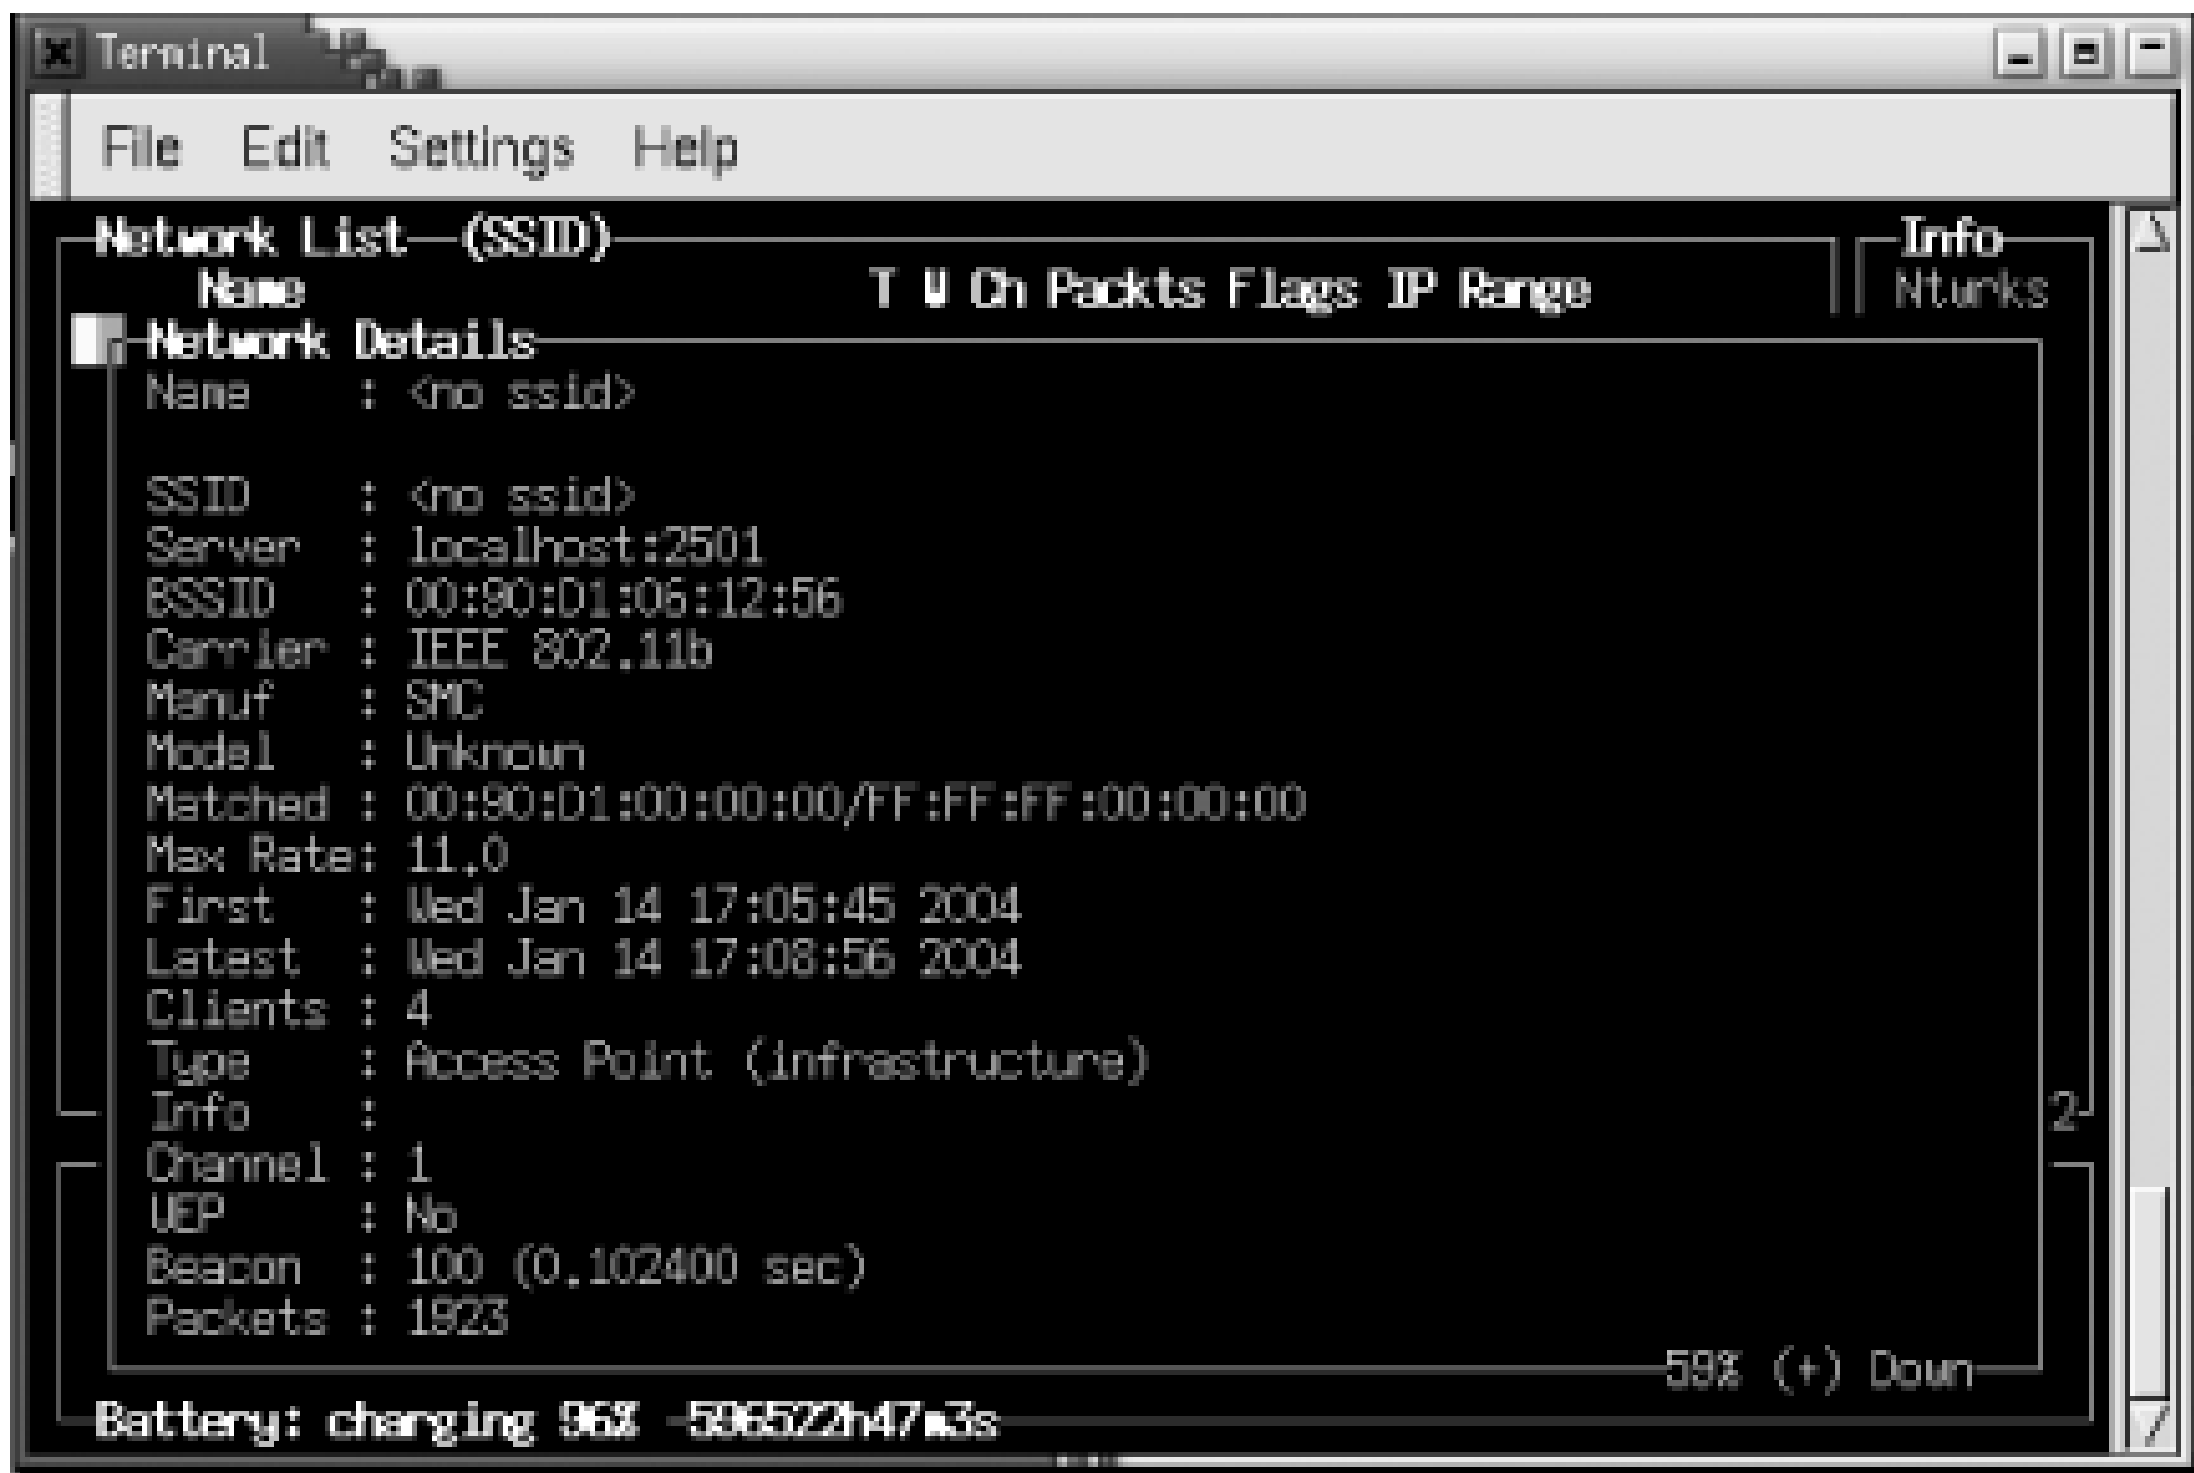 Terminal
File Edit Settings Help
Network List (SSID) Info
Name T W Ch Packts Flags IP Range Ntwrks
Network Details
Name : <no ssid>
SSID : <no ssid>
Server : localhost:2501
BSSID : 00:90:D1:06:12:56
Carrier : IEEE 802.11b
Manuf : SMC
Model : Unknown
Matched : 00:90:D1:00:00:00/FF:FF:FF:00:00:00
Max Rate: 11.0
First : Wed Jan 14 17:05:45 2004
Latest : Wed Jan 14 17:08:56 2004
Clients : 4
Type : Access Point (infrastructure)
Info : 2
Channel : 1
WEP : No
Beacon : 100 (0.102400 sec)
Packets : 1923
59% (+) Down
Battery: charging 96% -596522h47m3s